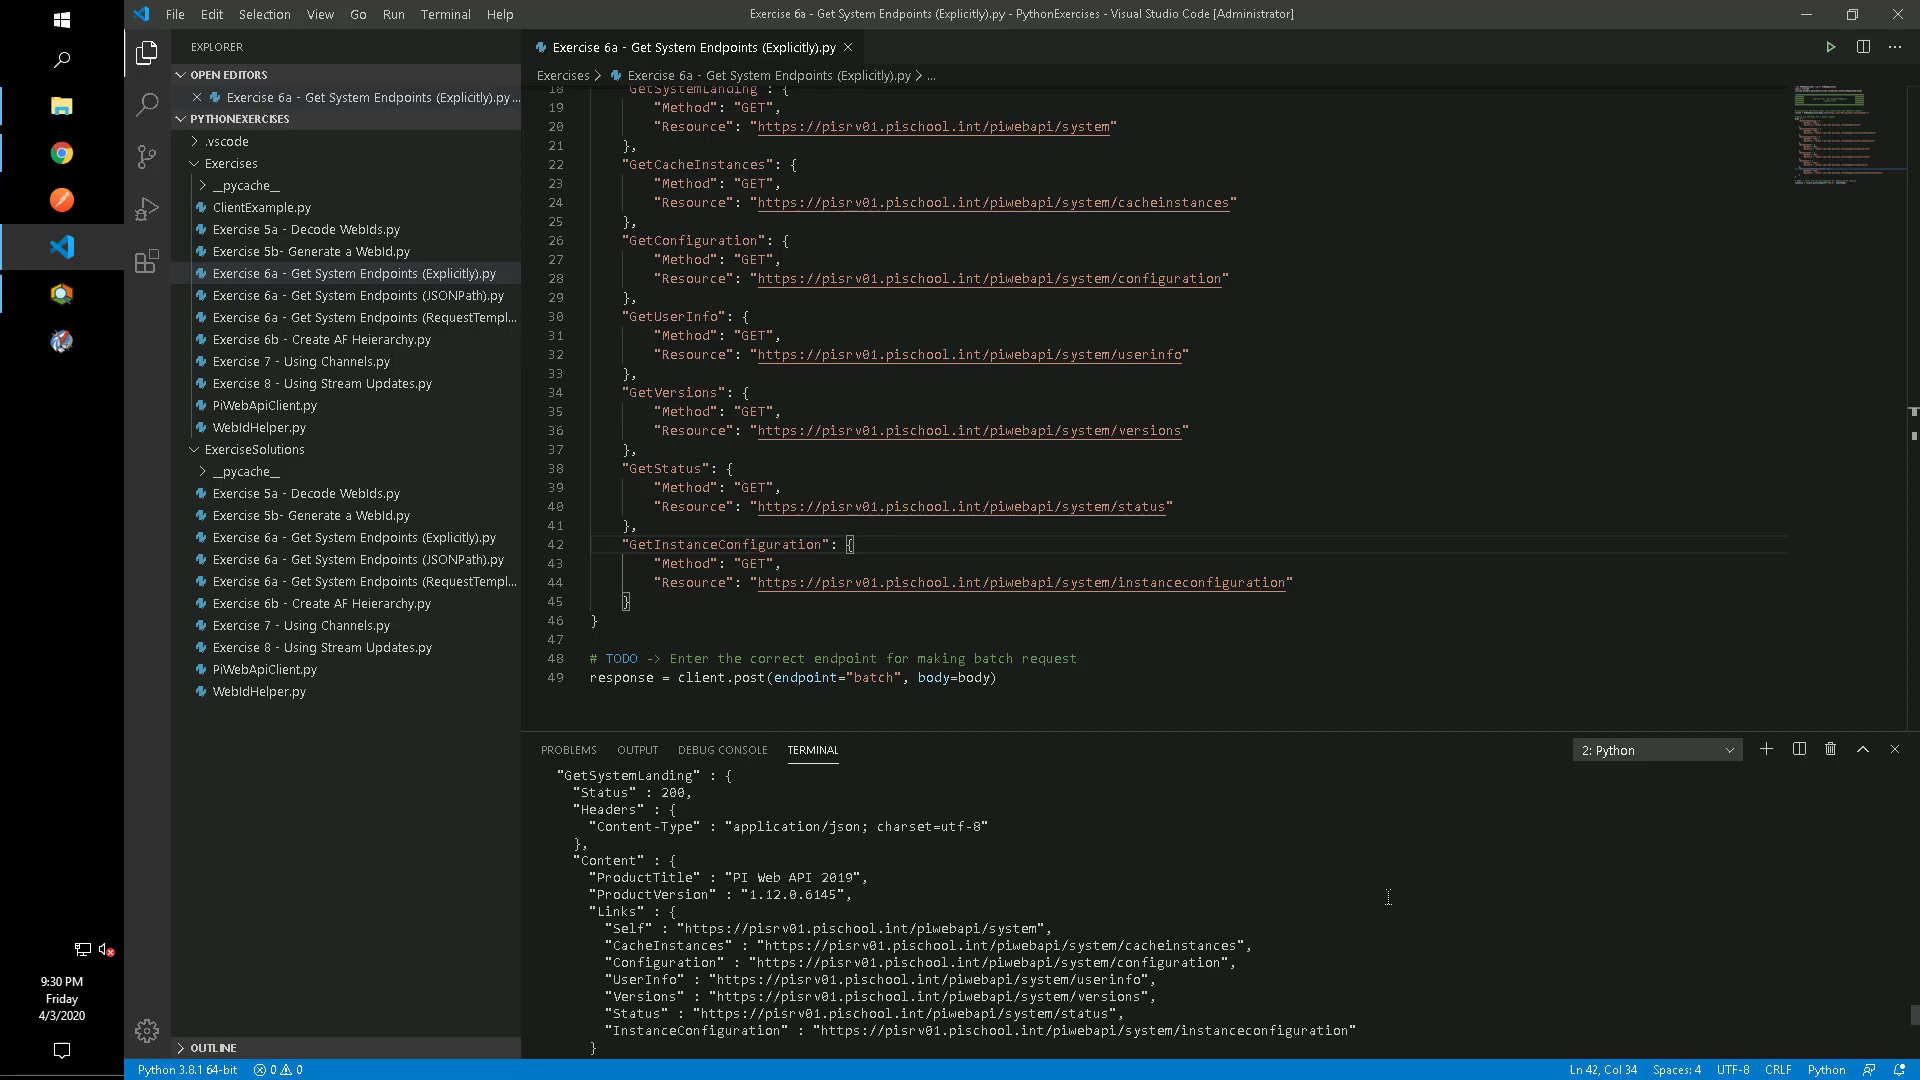 File Edit Selection View Go Run Terminal Help
Exercise 6a - Get System Endpoints (Explicitly).py - PythonExercises - Visual Studio Code [Administrator]
EXPLORER
OPEN EDITORS
Exercise 6a - Get System Endpoints (Explicitly).py...
PYTHONEXERCISES
.vscode
Exercises
__pycache__
ClientExample.py
Exercise 5a - Decode WebIds.py
Exercise 5b- Generate a WebId.py
Exercise 6a - Get System Endpoints (Explicitly).py
Exercise 6a - Get System Endpoints (JSONPath).py
Exercise 6a - Get System Endpoints (RequestTempl...
Exercise 6b - Create AF Heierarchy.py
Exercise 7 - Using Channels.py
Exercise 8 - Using Stream Updates.py
PiWebApiClient.py
WebIdHelper.py
ExerciseSolutions
__pycache__
Exercise 5a - Decode WebIds.py
Exercise 5b- Generate a WebId.py
Exercise 6a - Get System Endpoints (Explicitly).py
Exercise 6a - Get System Endpoints (JSONPath).py
Exercise 6a - Get System Endpoints (RequestTempl...
Exercise 6b - Create AF Heierarchy.py
Exercise 7 - Using Channels.py
Exercise 8 - Using Stream Updates.py
PiWebApiClient.py
WebIdHelper.py
OUTLINE
Exercise 6a - Get System Endpoints (Explicitly).py
Exercises > Exercise 6a - Get System Endpoints (Explicitly).py > ...
18 "GetSystemLanding": {
19 "Method": "GET",
20 "Resource": "https://pisrv01.pischool.int/piwebapi/system"
21 },
22 "GetCacheInstances": {
23 "Method": "GET",
24 "Resource": "https://pisrv01.pischool.int/piwebapi/system/cacheinstances"
25 },
26 "GetConfiguration": {
27 "Method": "GET",
28 "Resource": "https://pisrv01.pischool.int/piwebapi/system/configuration"
29 },
30 "GetUserInfo": {
31 "Method": "GET",
32 "Resource": "https://pisrv01.pischool.int/piwebapi/system/userinfo"
33 },
34 "GetVersions": {
35 "Method": "GET",
36 "Resource": "https://pisrv01.pischool.int/piwebapi/system/versions"
37 },
38 "GetStatus": {
39 "Method": "GET",
40 "Resource": "https://pisrv01.pischool.int/piwebapi/system/status"
41 },
42 "GetInstanceConfiguration": {
43 "Method": "GET",
44 "Resource": "https://pisrv01.pischool.int/piwebapi/system/instanceconfiguration"
45 }
46 }
47
48 # TODO -> Enter the correct endpoint for making batch request
49 response = client.post(endpoint="batch", body=body)
PROBLEMS OUTPUT DEBUG CONSOLE TERMINAL
2: Python
"GetSystemLanding" : {
"Status" : 200,
"Headers" : {
"Content-Type" : "application/json; charset=utf-8"
},
"Content" : {
"ProductTitle" : "PI Web API 2019",
"ProductVersion" : "1.12.0.6145",
"Links" : {
"Self" : "https://pisrv01.pischool.int/piwebapi/system",
"CacheInstances" : "https://pisrv01.pischool.int/piwebapi/system/cacheinstances",
"Configuration" : "https://pisrv01.pischool.int/piwebapi/system/configuration",
"UserInfo" : "https://pisrv01.pischool.int/piwebapi/system/userinfo",
"Versions" : "https://pisrv01.pischool.int/piwebapi/system/versions",
"Status" : "https://pisrv01.pischool.int/piwebapi/system/status",
"InstanceConfiguration" : "https://pisrv01.pischool.int/piwebapi/system/instanceconfiguration"
}
9:30 PM
Friday
4/3/2020
Python 3.8.1 64-bit 0 0
Ln 42, Col 34 Spaces: 4 UTF-8 CRLF Python